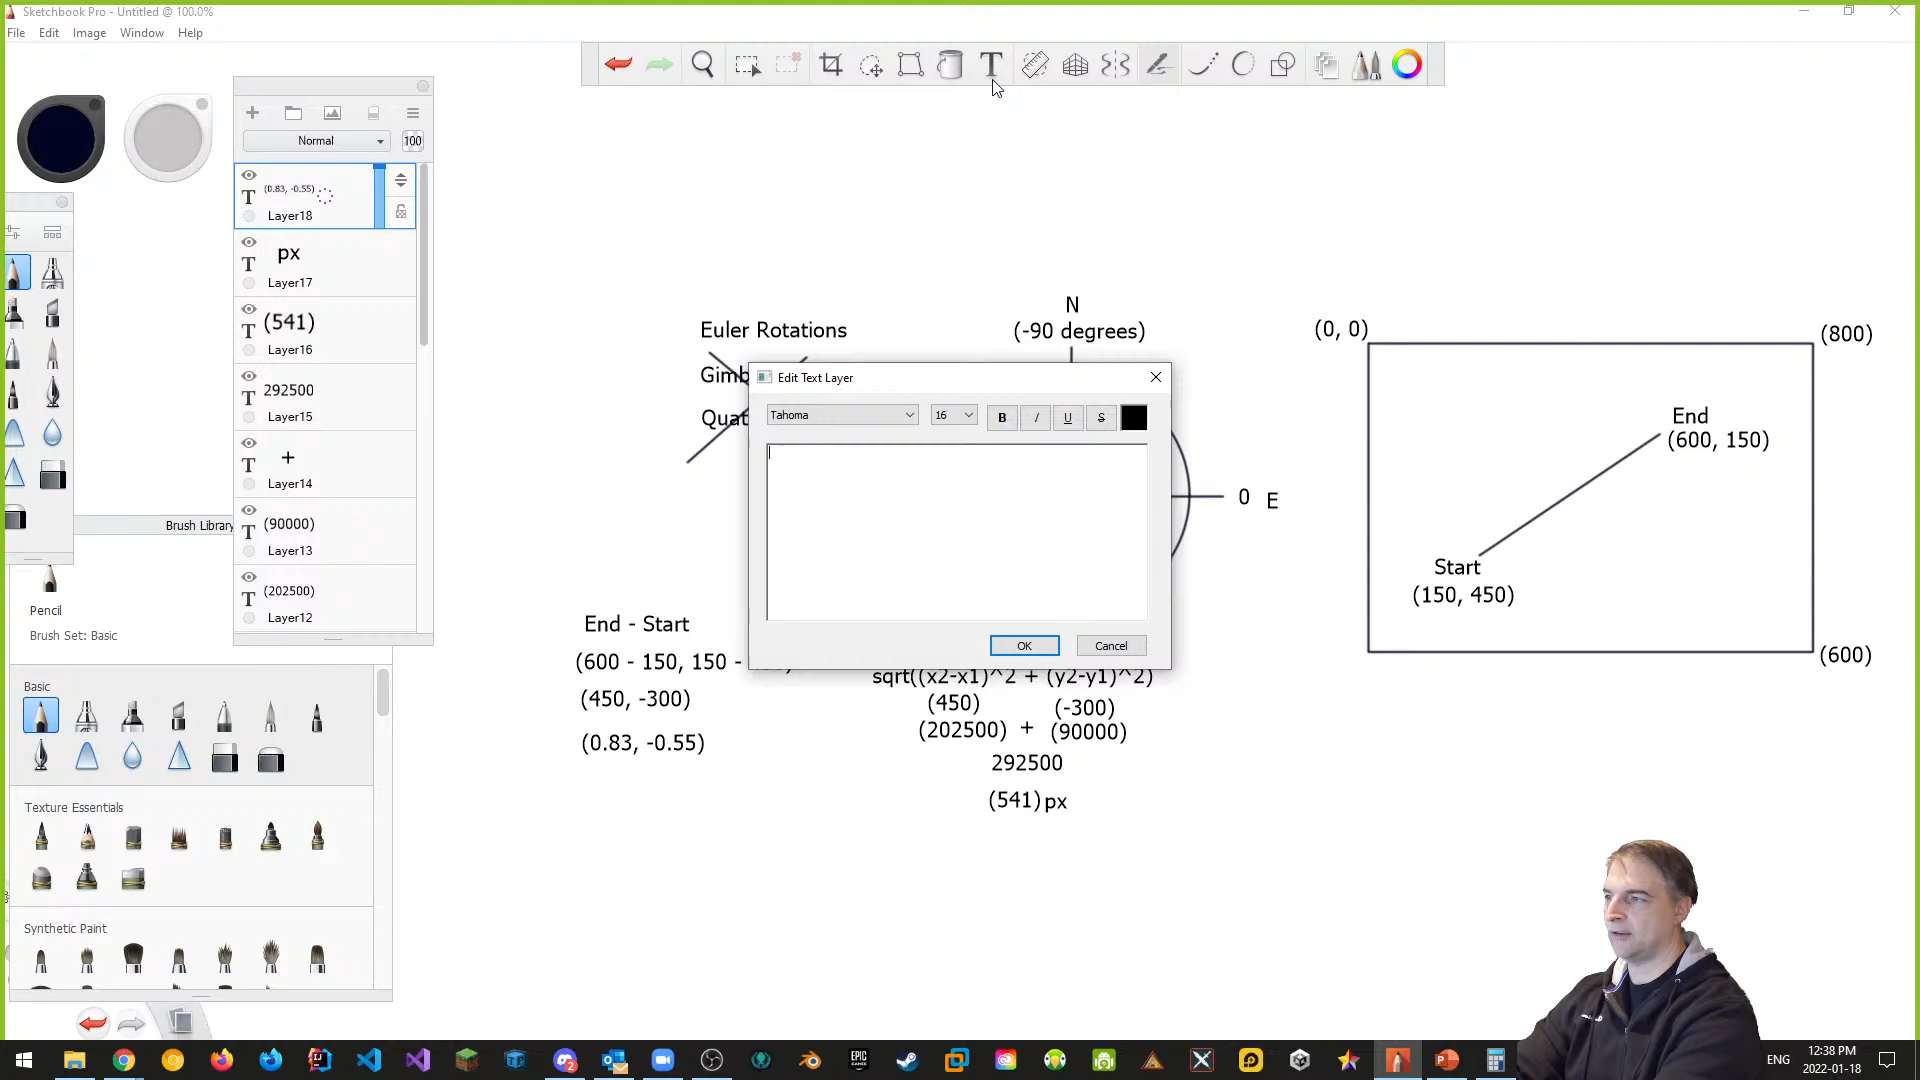 Sketchbook Pro - Untitled @ 100.0%
File Edit Image Window Help
Normal
100
(0.83, -0.55)
Layer18
px
Layer17
(541)
Layer16
292500
Layer15
+
Layer14
(90000)
Layer13
(202500)
Layer12
Brush Library
Pencil
Brush Set: Basic
Basic
Texture Essentials
Synthetic Paint
Euler Rotations
Gimb
Quat
N
(-90 degrees)
0 E
Edit Text Layer
Tahoma
16
B I U S
OK
Cancel
End - Start
(600 - 150, 150 -
(450, -300)
(0.83, -0.55)
sqrt((x2-x1)^2 + (y2-y1)^2)
(450)
(-300)
(202500) + (90000)
292500
(541) px
(0, 0)
(800)
End
(600, 150)
Start
(150, 450)
(600)
EPIC GAMES
ENG
12:38 PM
2022-01-18